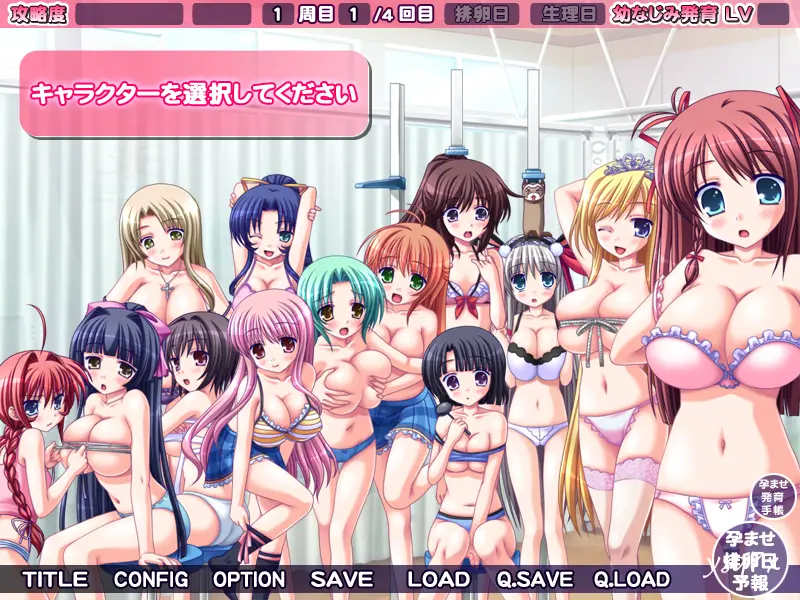 攻略度 1 周目 1 /4 回目 排卵日 生理日 幼なじみ発育 LV
キャラクターを選択してください
孕ませ
発育
手帳
孕ませ
排卵日
予報
TITLE CONFIG OPTION SAVE LOAD Q.SAVE Q.LOAD